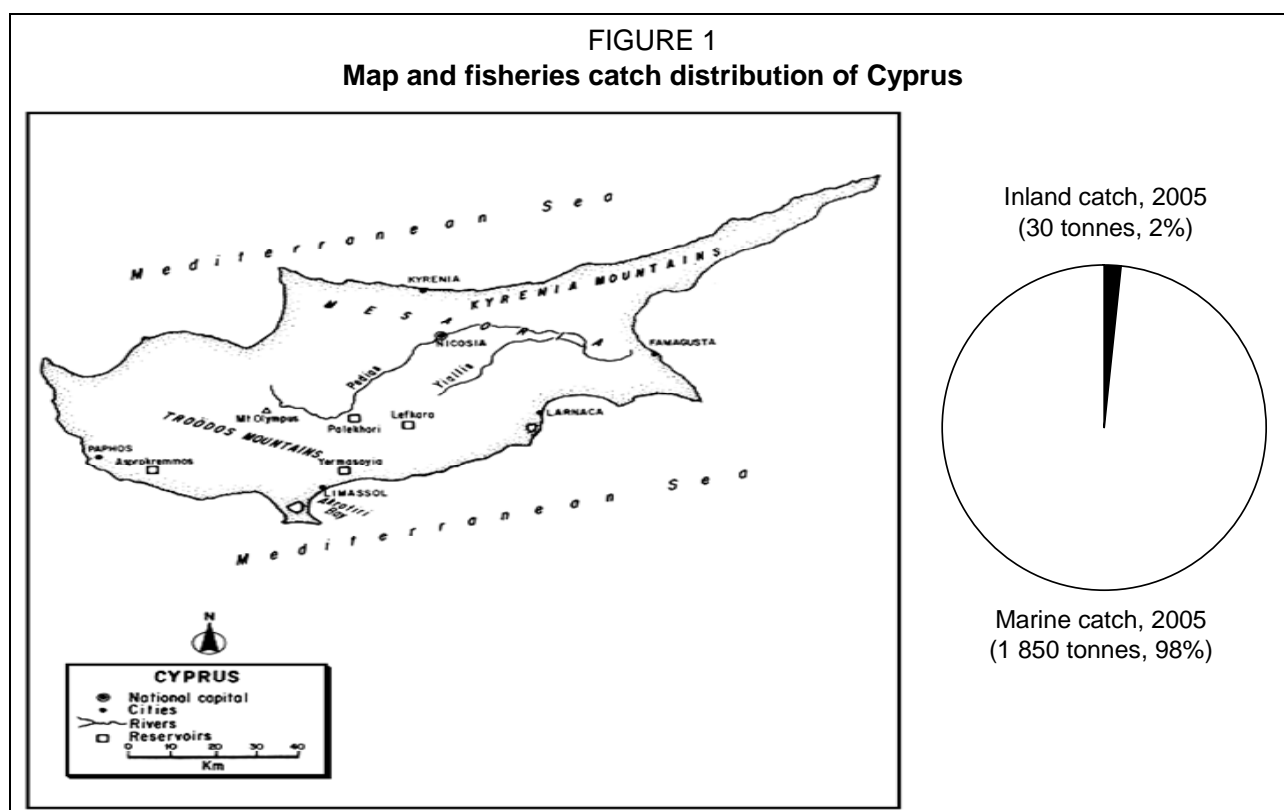 FIGURE 1
Map and fisheries catch distribution of Cyprus
Mediterranean Sea
KYRENIA
KYRENIA MOUNTAINS
MESAORIA
NICOSIA
FAMAGUSTA
Pedias
Yiallis
Mt Olympus
TROÖDOS MOUNTAINS
Palekhori
Lefkara
LARNACA
PAPHOS
Asprokremmos
Yermasoyia
LIMASSOL
Akrotiri
Bay
Mediterranean Sea
N
CYPRUS
National capital
Cities
Rivers
Reservoirs
0 10 20 30 40
Km
Inland catch, 2005
(30 tonnes, 2%)
Marine catch, 2005
(1 850 tonnes, 98%)